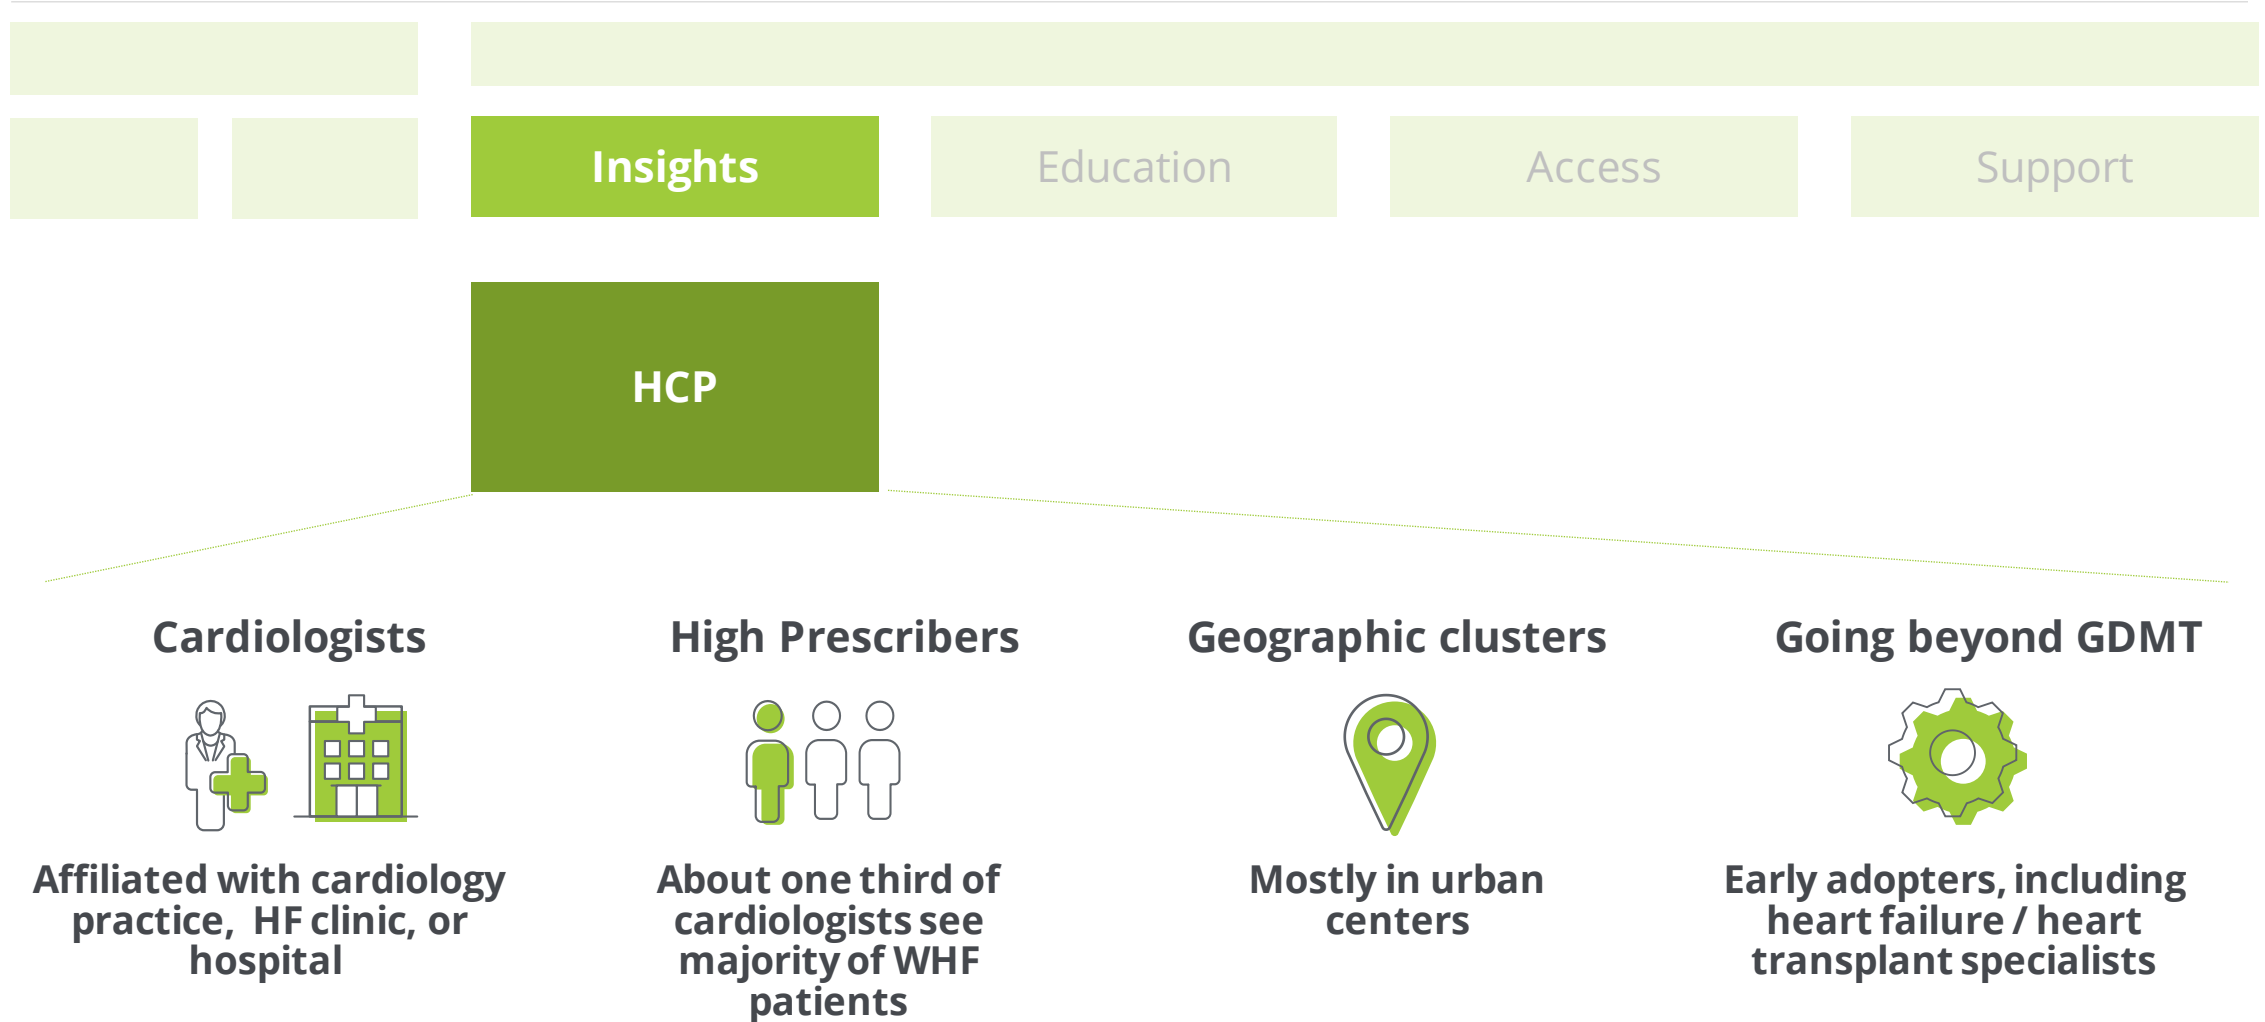 Insights
Education
Access
Support
HCP
Cardiologists
High Prescribers
Geographic clusters
Going beyond GDMT
Affiliated with cardiology
practice, HF clinic, or
hospital
About one third of
cardiologists see
majority of WHF
patients
Mostly in urban
centers
Early adopters, including
heart failure / heart
transplant specialists